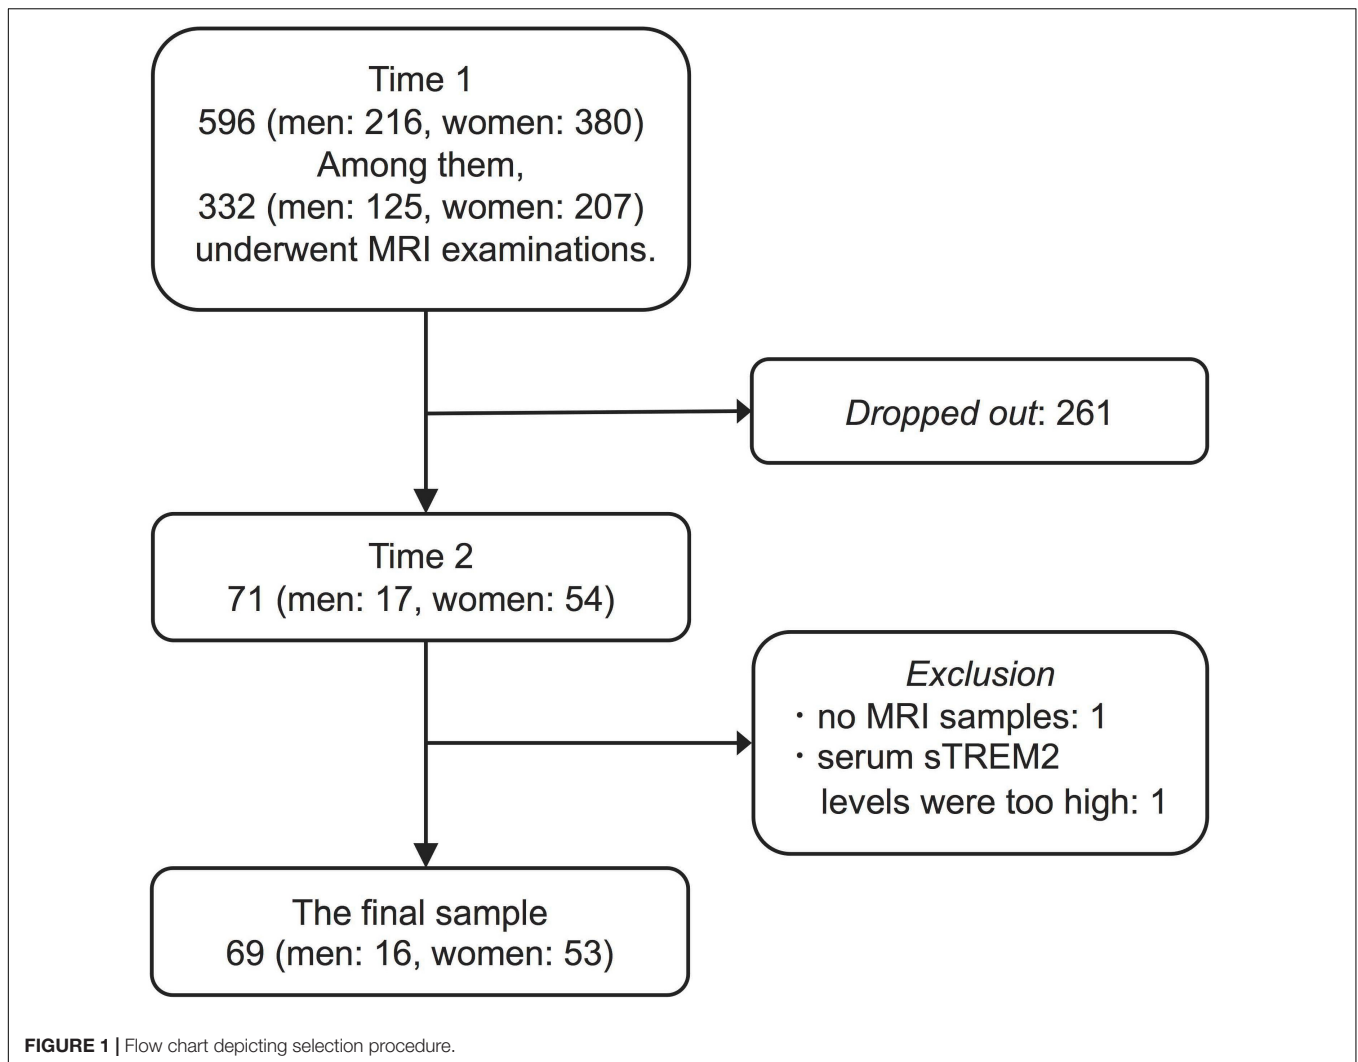 Time 1
596 (men: 216, women: 380)
Among them,
332 (men: 125, women: 207)
underwent MRI examinations.
Dropped out: 261
Time 2
71 (men: 17, women: 54)
Exclusion
・no MRI samples: 1
・serum sTREM2
levels were too high: 1
The final sample
69 (men: 16, women: 53)
FIGURE 1 | Flow chart depicting selection procedure.